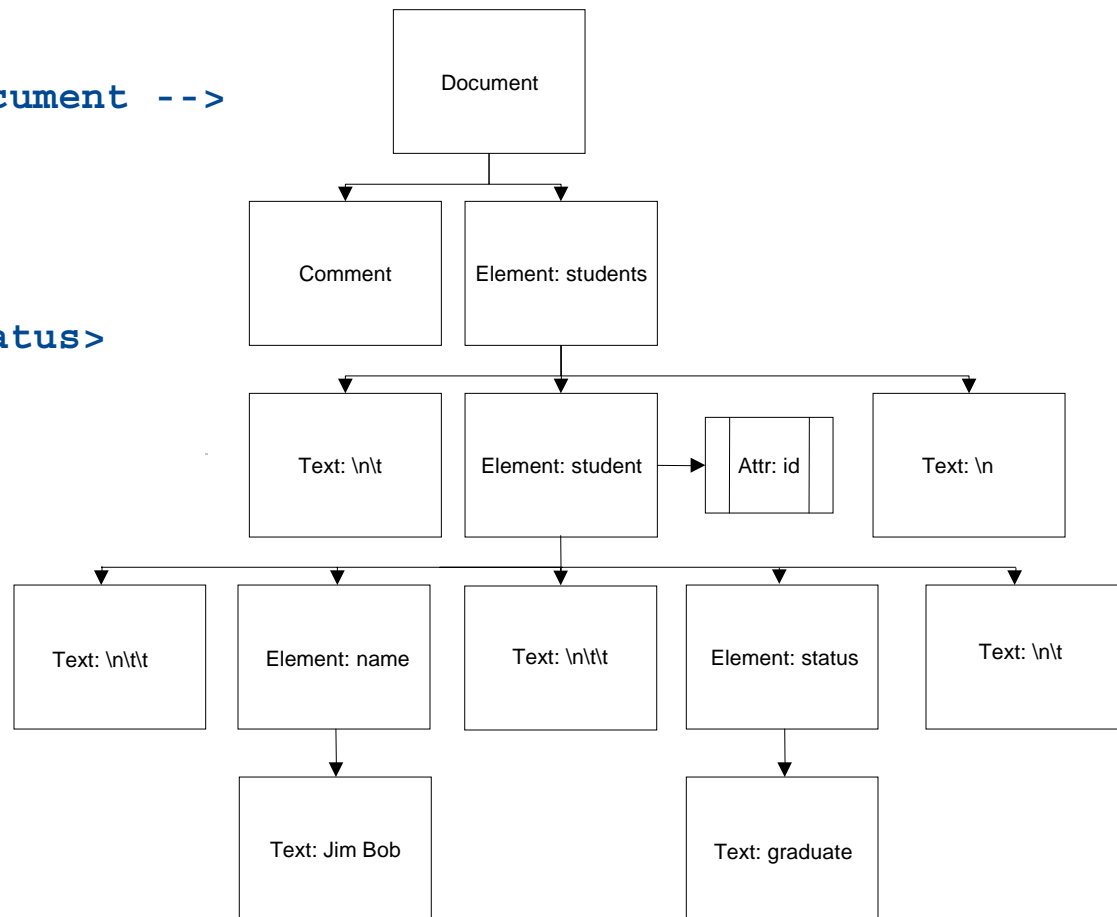 Document
cument -->
Comment
Element: students
atus>
Text: \n\t
Element: student
Attr: id
Text: \n
Text: \n\t\t
Element: name
Text: \n\t\t
Element: status
Text: \n\t
Text: Jim Bob
Text: graduate